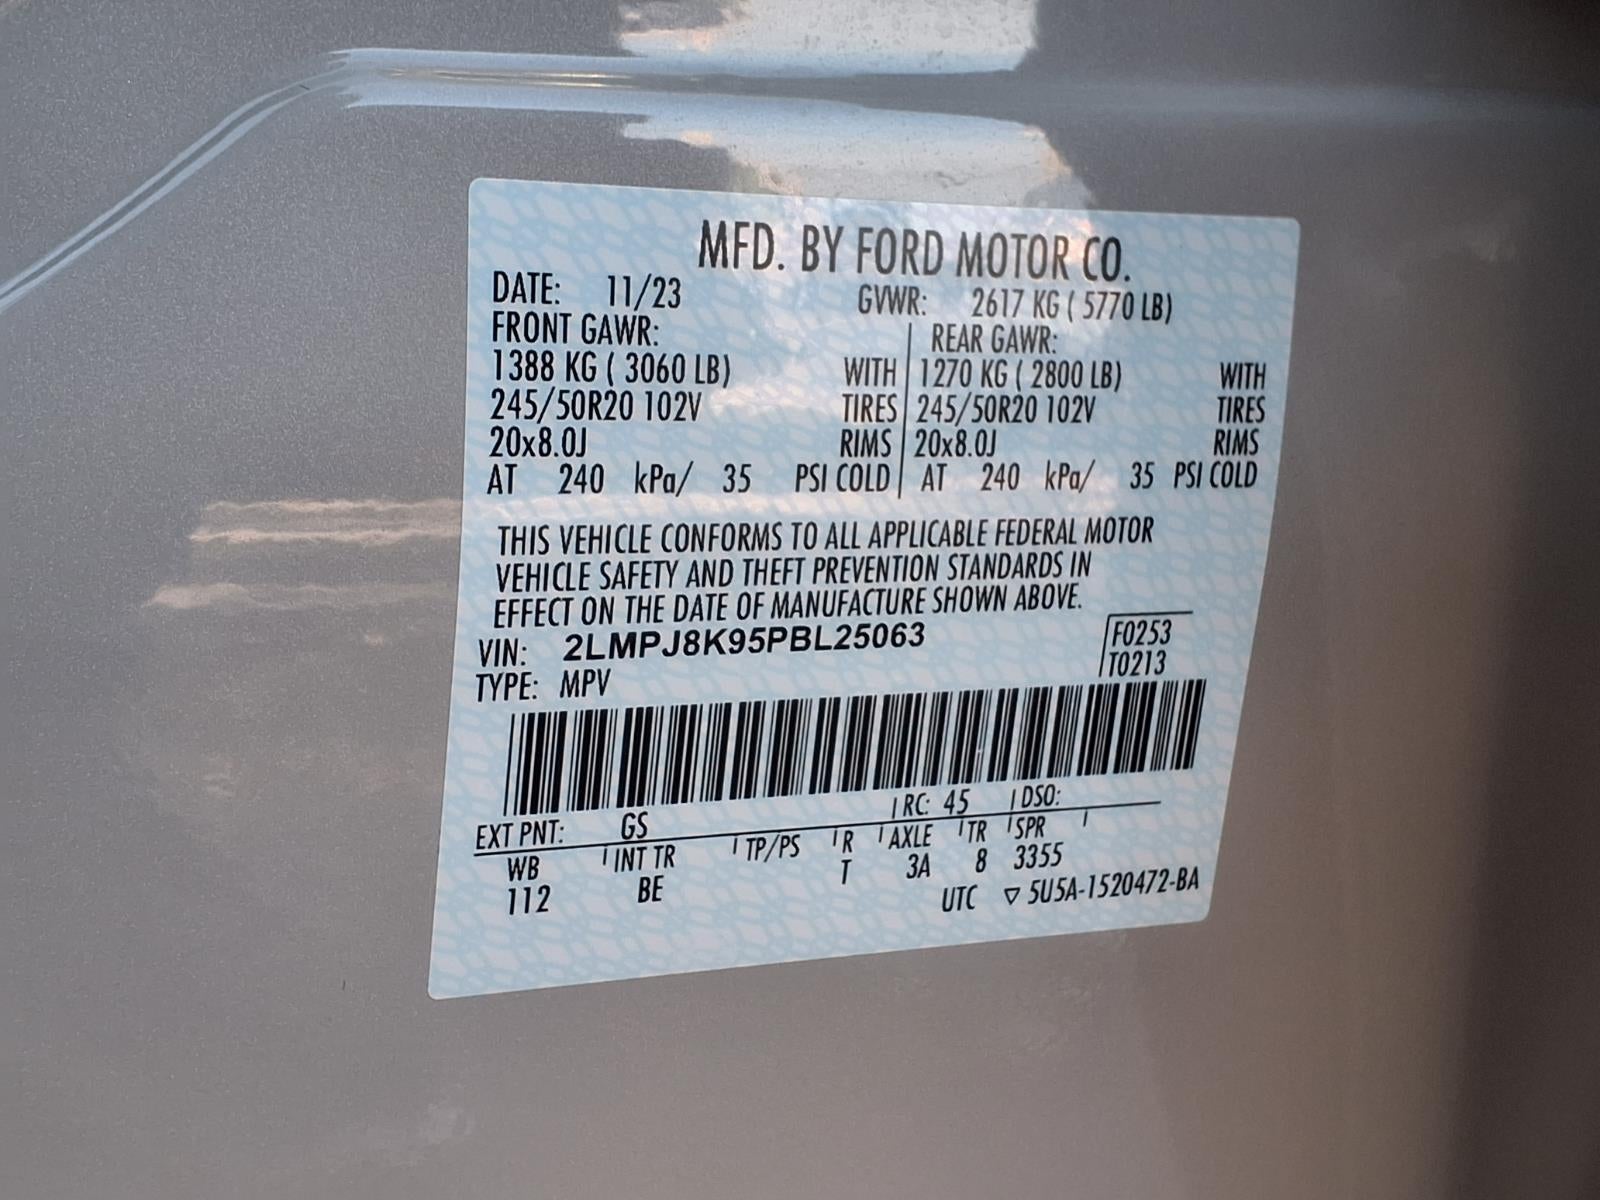 MFD. BY FORD MOTOR CO.
DATE: 11/23 GVWR: 2617 KG ( 5770 LB)
FRONT GAWR: REAR GAWR:
1388 KG ( 3060 LB) WITH 1270 KG ( 2800 LB) WITH
245/50R20 102V TIRES 245/50R20 102V TIRES
20x8.0J RIMS 20x8.0J RIMS
AT 240 kPa/ 35 PSI COLD AT 240 kPa/ 35 PSI COLD
THIS VEHICLE CONFORMS TO ALL APPLICABLE FEDERAL MOTOR
VEHICLE SAFETY AND THEFT PREVENTION STANDARDS IN
EFFECT ON THE DATE OF MANUFACTURE SHOWN ABOVE.
VIN: 2LMPJ8K95PBL25063 F0253
TYPE: MPV T0213
EXT PNT: GS RC: 45 DSO:
WB INT TR TP/PS R AXLE TR SPR
112 BE T 3A 8 3355
UTC ▽ 5U5A-1520472-BA